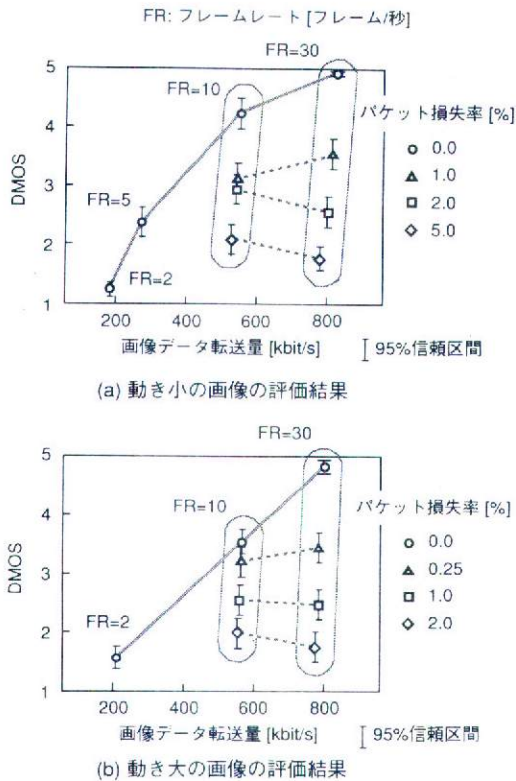 FR: フレームレート [フレーム/秒]
FR=30
5
FR=10
パケット損失率 [%]
0.0
4
1.0
DMOS
3
FR=5
2.0
5.0
2
FR=2
1
200 400 600 800
画像データ転送量 [kbit/s]
95%信頼区間
(a) 動き小の画像の評価結果
FR=30
5
FR=10
パケット損失率 [%]
4
0.0
0.25
DMOS
3
1.0
FR=2
2.0
2
1
200 400 600 800
画像データ転送量 [kbit/s]
95%信頼区間
(b) 動き大の画像の評価結果